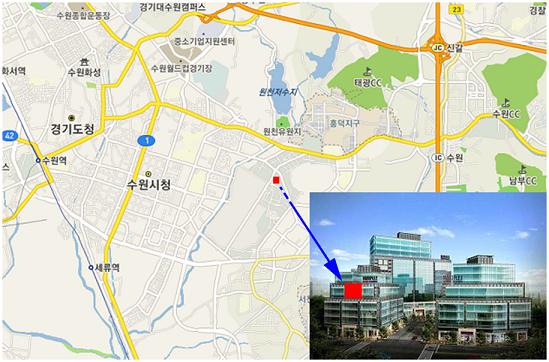 경기대수원캠퍼스
수원종합운동장
23
경찰
중소기업지원센터
JC
신갈
화서역
수원화성
수원월드컵경기장
태광CC
원천저수지
수원CC
경기도청
원천유원지
흥덕지구
42
1
수원역
IC
수원
수원시청
남부CC
세류역